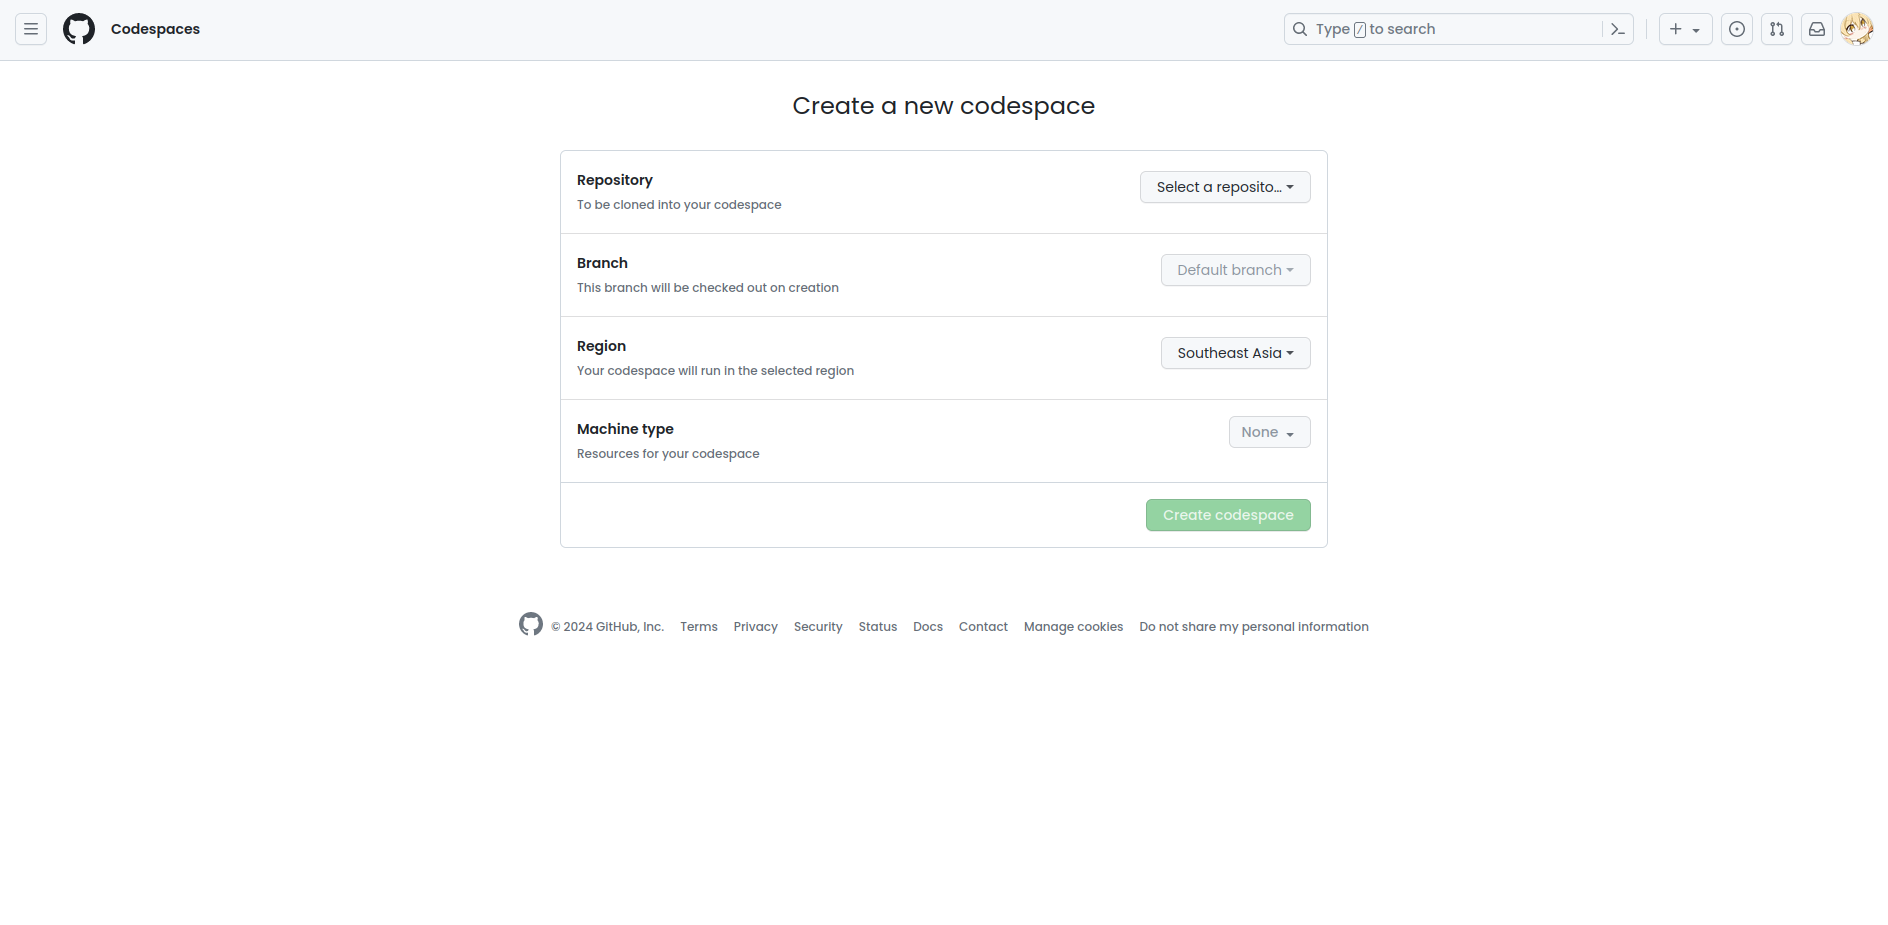 Codespaces
Type / to search
Create a new codespace
Repository
Select a reposito...
To be cloned into your codespace
Branch
Default branch
This branch will be checked out on creation
Region
Southeast Asia
Your codespace will run in the selected region
Machine type
None
Resources for your codespace
Create codespace
© 2024 GitHub, Inc. Terms Privacy Security Status Docs Contact Manage cookies Do not share my personal information